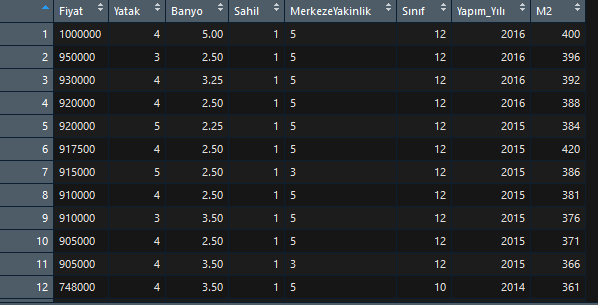 Fiyat Yatak Banyo Sahil MerkezeYakinlik Sınıf Yapım_Yılı M2
1 1000000 4 5.00 1 5 12 2016 400
2 950000 3 2.50 1 5 12 2016 396
3 930000 4 3.25 1 5 12 2016 392
4 920000 4 2.50 1 5 12 2016 388
5 920000 5 2.25 1 5 12 2015 384
6 917500 4 2.50 1 5 12 2015 420
7 915000 5 2.50 1 3 12 2015 386
8 910000 4 2.50 1 5 12 2015 381
9 910000 3 3.50 1 5 12 2015 376
10 905000 4 2.50 1 5 12 2015 371
11 905000 4 3.50 1 3 12 2015 366
12 748000 4 3.50 1 5 10 2014 361